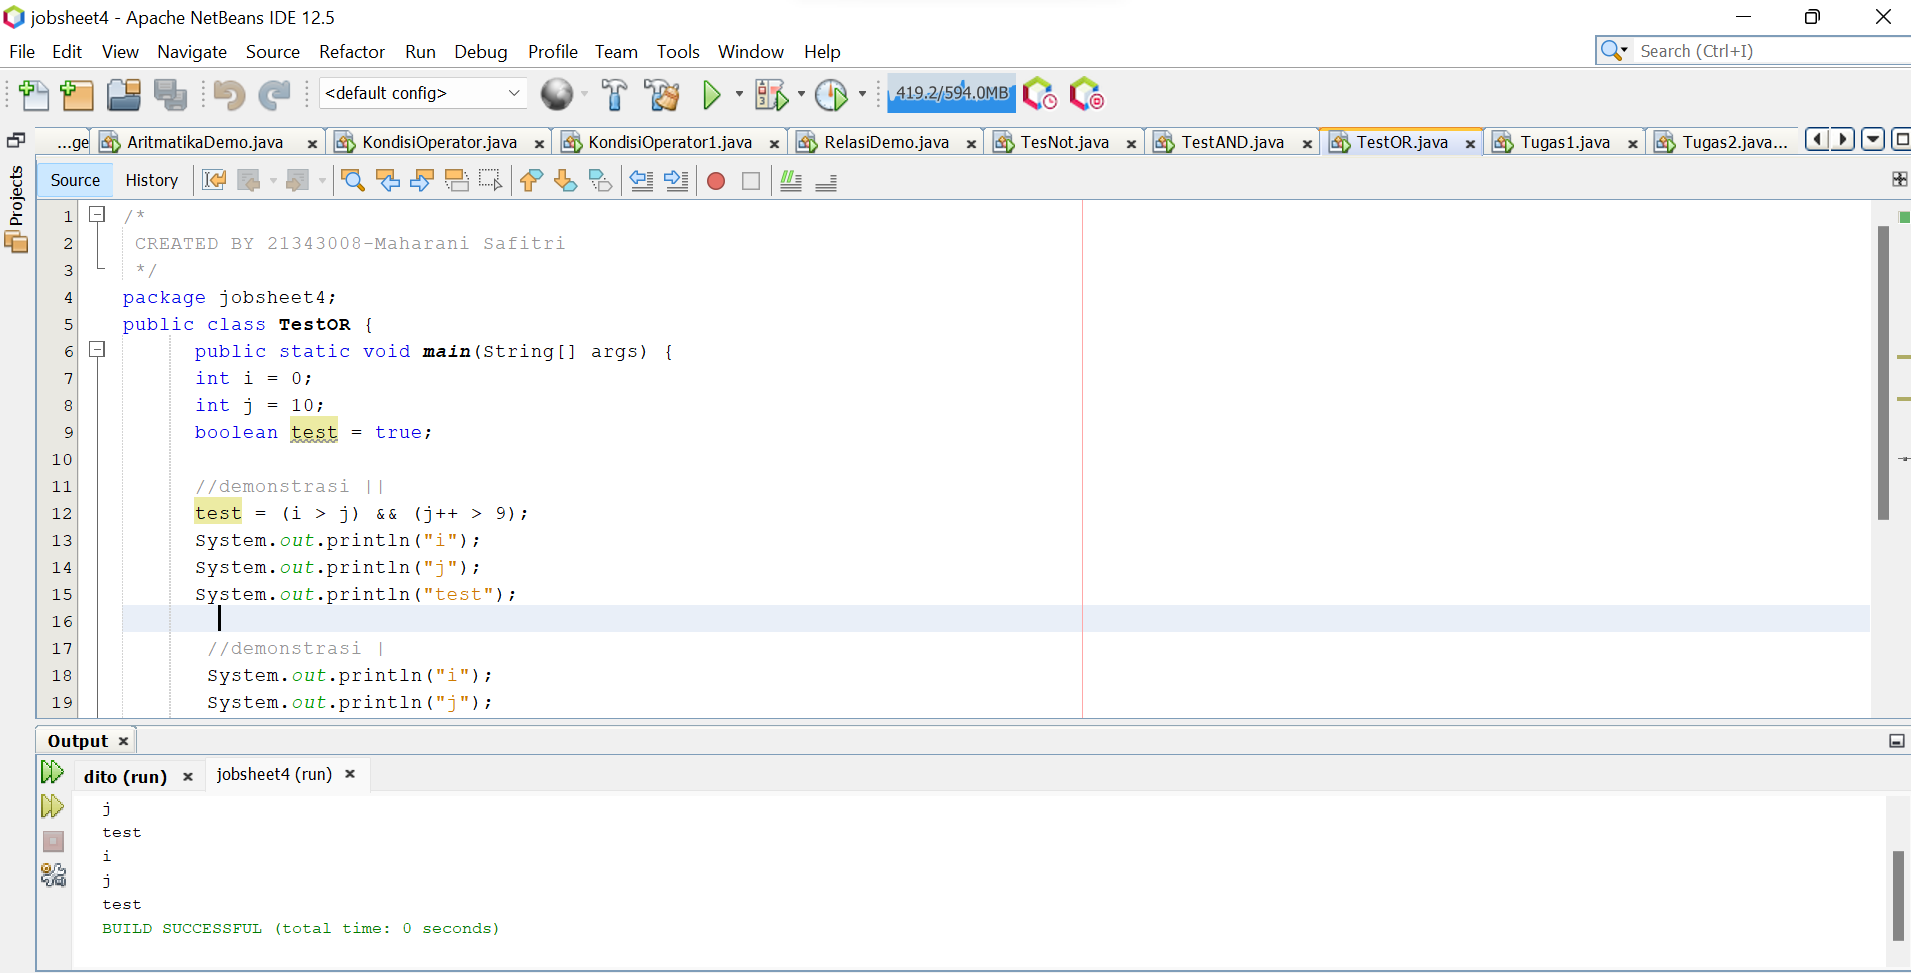 jobsheet4 - Apache NetBeans IDE 12.5
File Edit View Navigate Source Refactor Run Debug Profile Team Tools Window Help
Search (Ctrl+I)
<default config>
419.2/594.0MB
...ge AritmatikaDemo.java KondisiOperator.java KondisiOperator1.java RelasiDemo.java TesNot.java TestAND.java TestOR.java Tugas1.java Tugas2.java...
Projects
Source History
1 /*
2 CREATED BY 21343008-Maharani Safitri
3 */
4 package jobsheet4;
5 public class TestOR {
6 public static void main(String[] args) {
7 int i = 0;
8 int j = 10;
9 boolean test = true;
10
11 //demonstrasi ||
12 test = (i > j) && (j++ > 9);
13 System.out.println("i");
14 System.out.println("j");
15 System.out.println("test");
16
17 //demonstrasi |
18 System.out.println("i");
19 System.out.println("j");
Output
dito (run) jobsheet4 (run)
j
test
i
j
test
BUILD SUCCESSFUL (total time: 0 seconds)